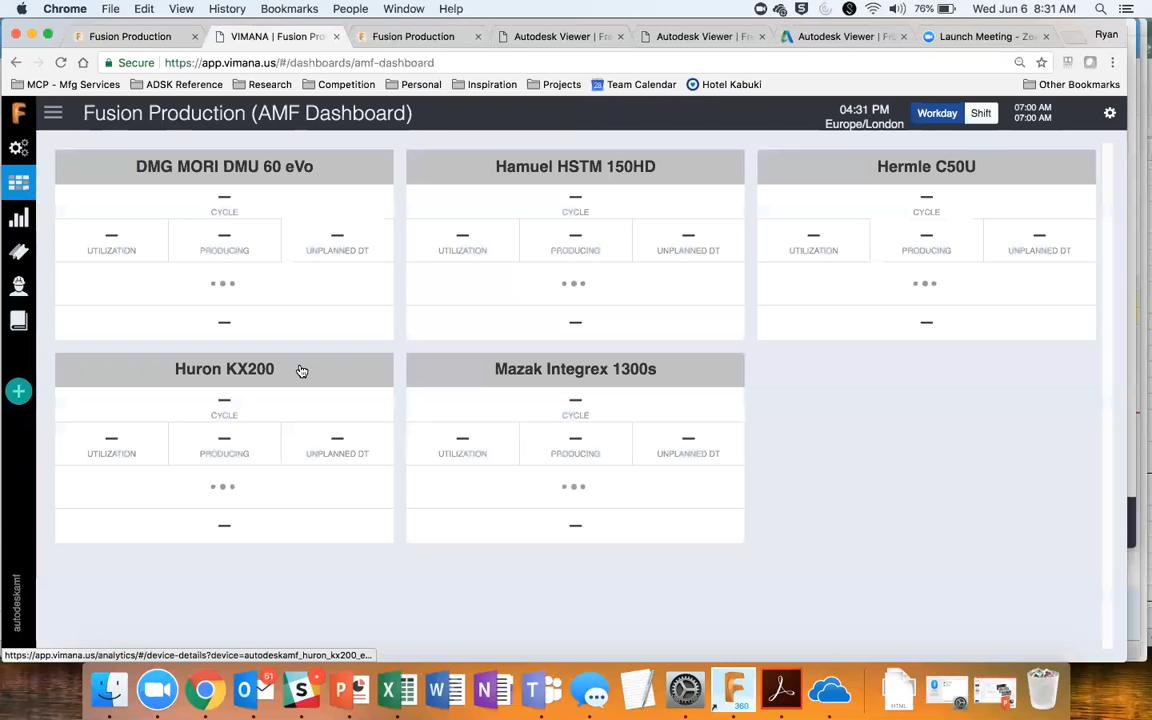 Chrome File Edit View History Bookmarks People Window Help 76% Wed Jun 6 8:31 AM
Fusion Production VIMANA | Fusion Pro Fusion Production Autodesk Viewer | Fre Autodesk Viewer | Fre Autodesk Viewer | Fr Launch Meeting - Zo Ryan
Secure https://app.vimana.us/#/dashboards/amf-dashboard
MCP - Mfg Services ADSK Reference Research Competition Personal Inspiration Projects 28 Team Calendar Hotel Kabuki Other Bookmarks
Fusion Production (AMF Dashboard) 04:31 PM Europe/London Workday Shift 07:00 AM 07:00 AM
DMG MORI DMU 60 eVo Hamuel HSTM 150HD Hermle C50U
CYCLE CYCLE CYCLE
UTILIZATION PRODUCING UNPLANNED DT UTILIZATION PRODUCING UNPLANNED DT UTILIZATION PRODUCING UNPLANNED DT
Huron KX200 Mazak Integrex 1300s
CYCLE CYCLE
UTILIZATION PRODUCING UNPLANNED DT UTILIZATION PRODUCING UNPLANNED DT
autodeskamf
https://app.vimana.us/analytics/#/device-details?device=autodeskamf_huron_kx200_e...
61
360
HTML